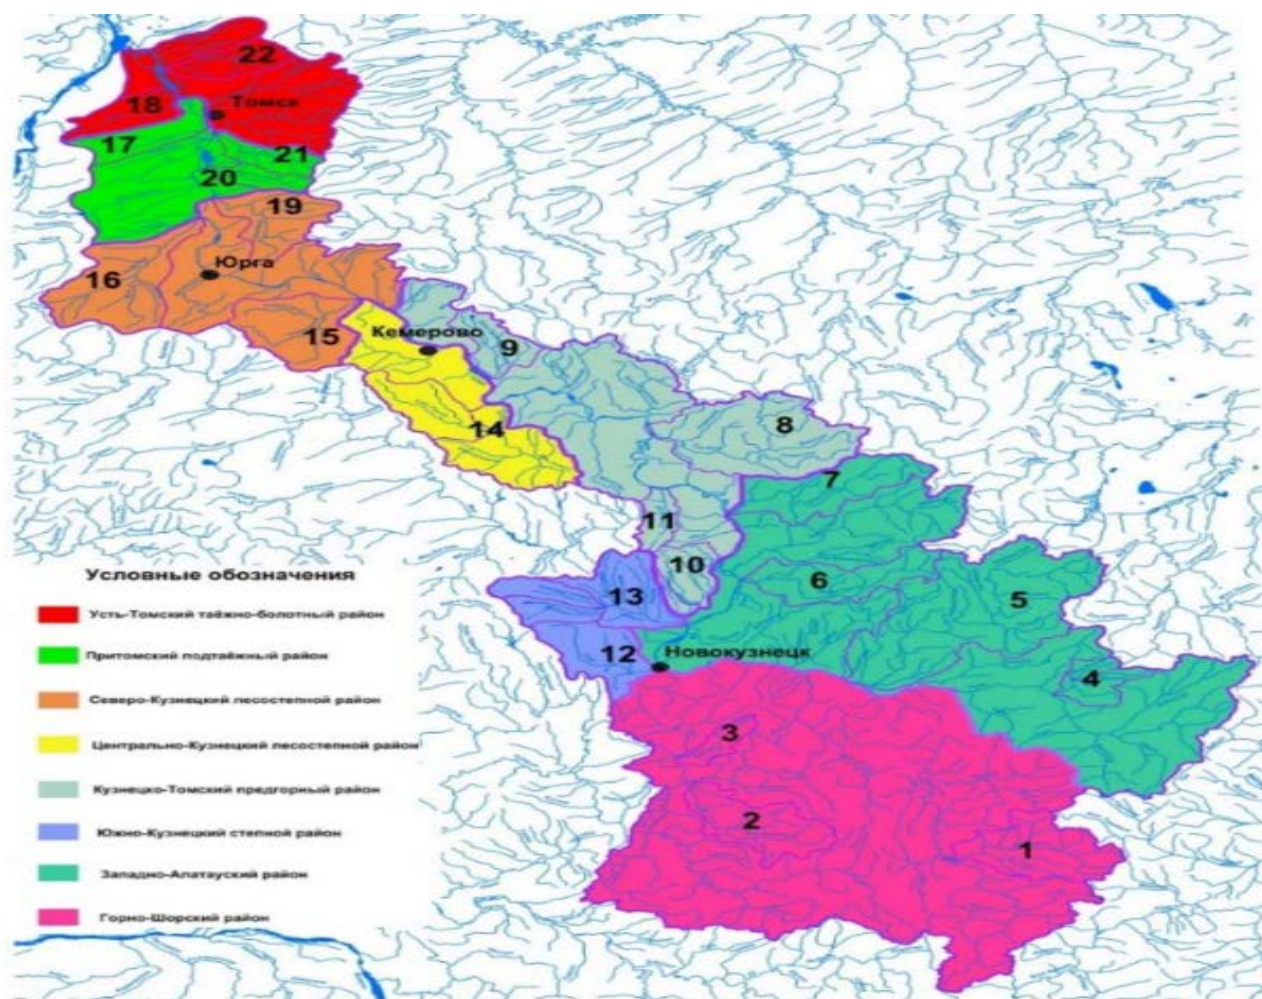 22
Томск
18
17
21
20
19
Юрга
16
Кемерово
15
9
8
14
7
11
10
6
13
5
12
Новокузнецк
4
3
2
1
Условные обозначения
Усть-Томский таёжно-болотный район
Притомский подтаёжный район
Северо-Кузнецкий лесостепной район
Центрально-Кузнецкий лесостепной район
Кузнецко-Томский предгорный район
Южно-Кузнецкий степной район
Западно-Алатауский район
Горно-Шорский район